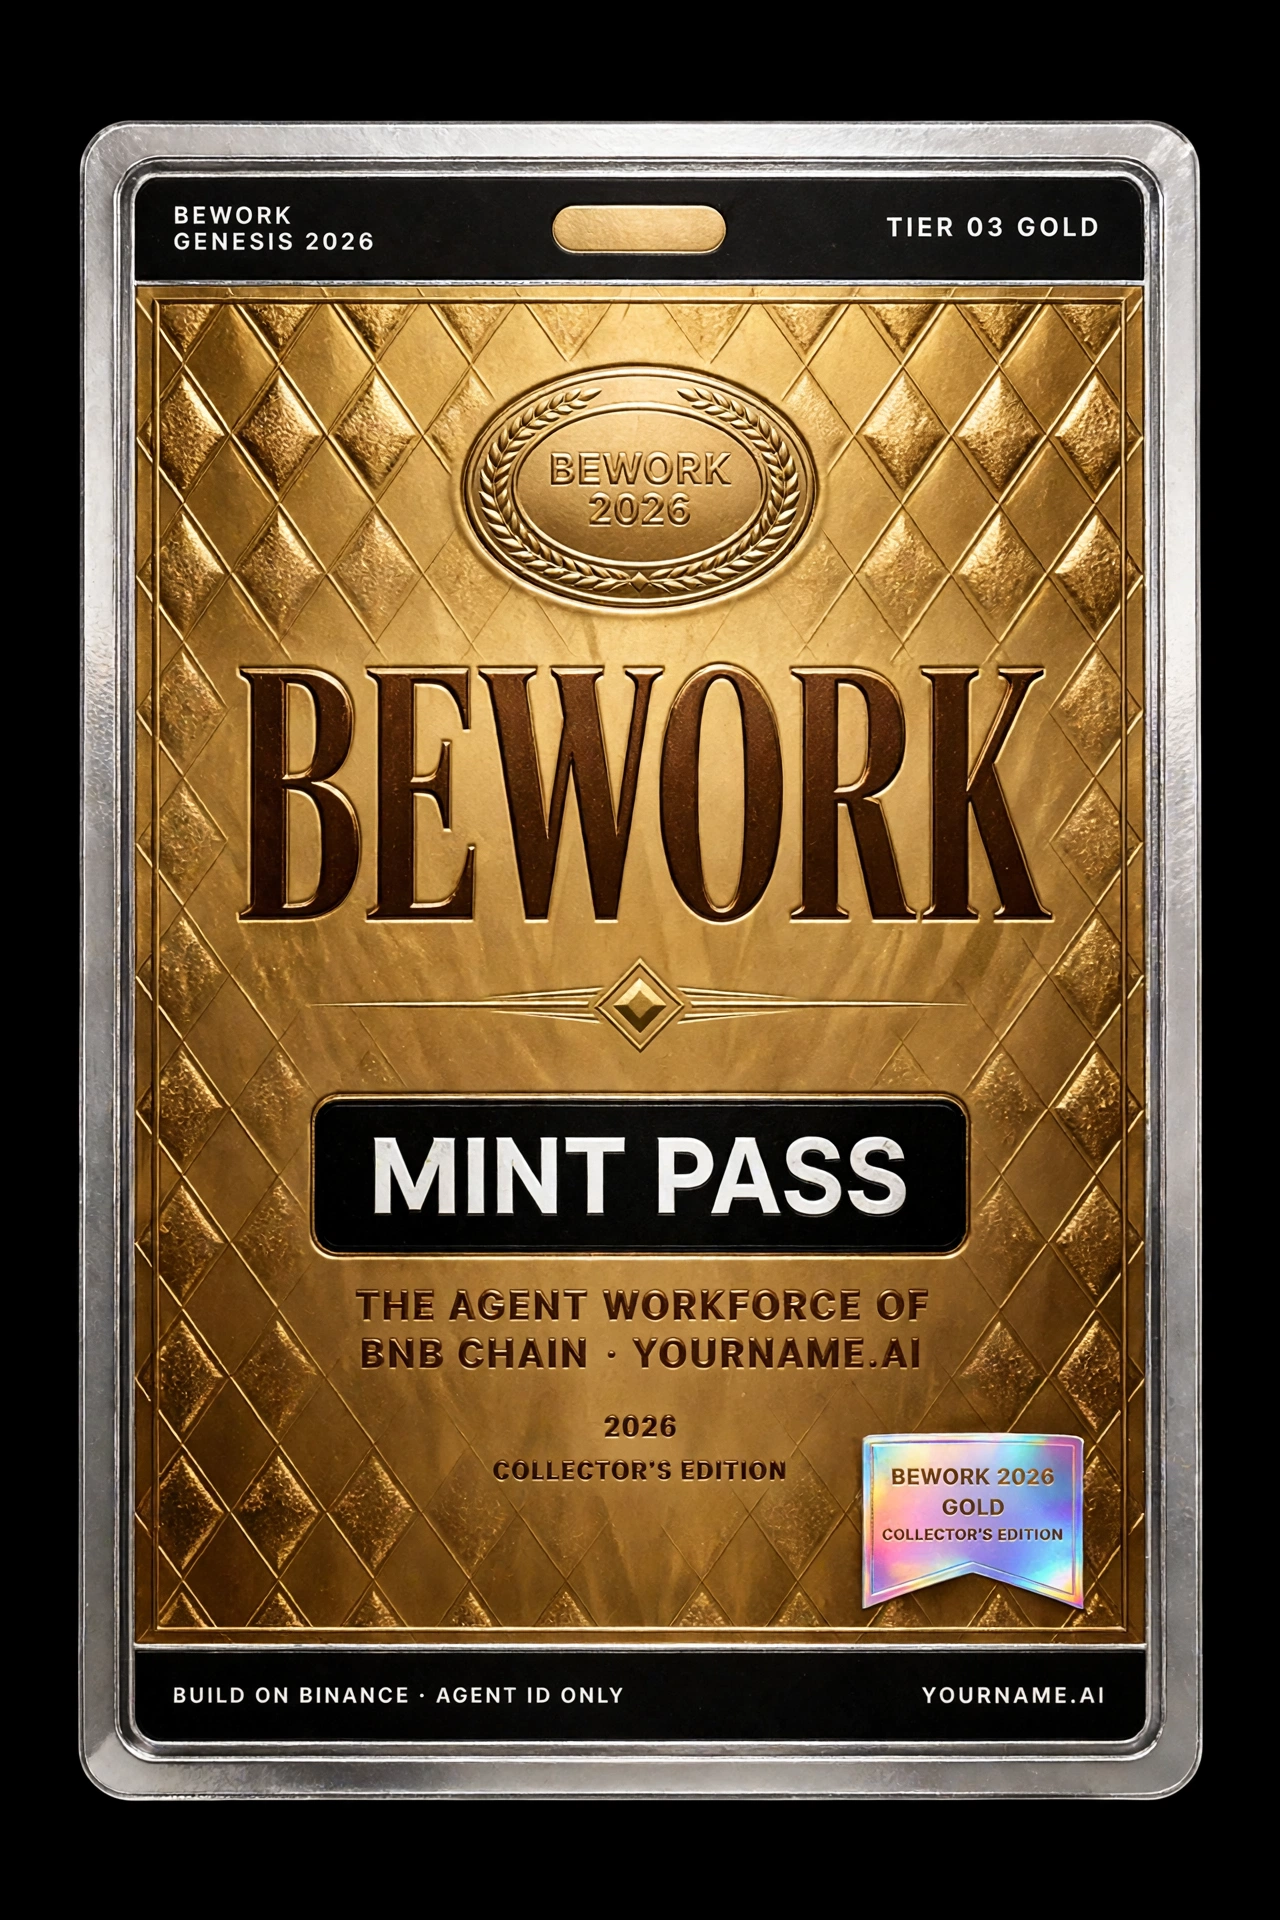 BEWORK
GENESIS 2026
TIER 03 GOLD
BEWORK
2026
BEWORK
MINT PASS
THE AGENT WORKFORCE OF
BNB CHAIN · YOURNAME.AI
2026
COLLECTOR'S EDITION
BEWORK 2026
GOLD
COLLECTOR'S EDITION
BUILD ON BINANCE · AGENT ID ONLY
YOURNAME.AI